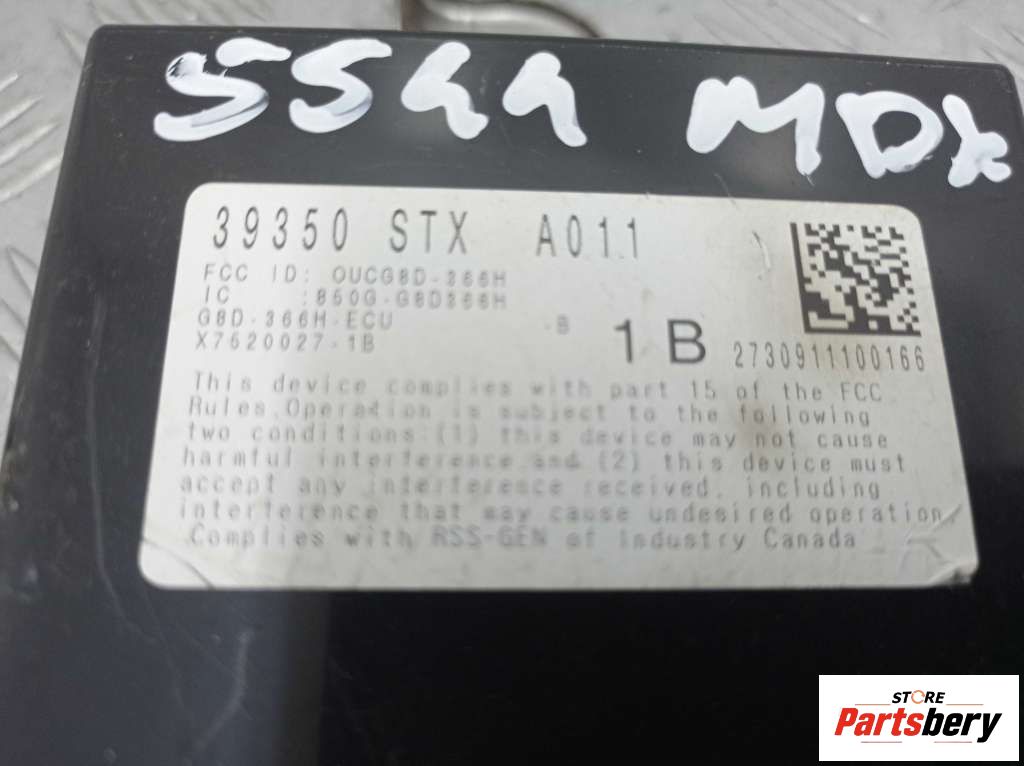 5544 MDX
39350 STX A011
FCC ID: OUCG8D-366H
IC :850G-G8D366H
G8D-366H-ECU -B
X7620027-1B
1B
2730911100166
This device complies with part 15 of the FCC
Rules.Operation is subject to the following
two conditions:(1) this device may not cause
harmful interference.and (2) this device must
accept any interference received, including
interference that may cause undesired operation.
Complies with RSS-GEN of Industry Canada
STORE
Partsbery